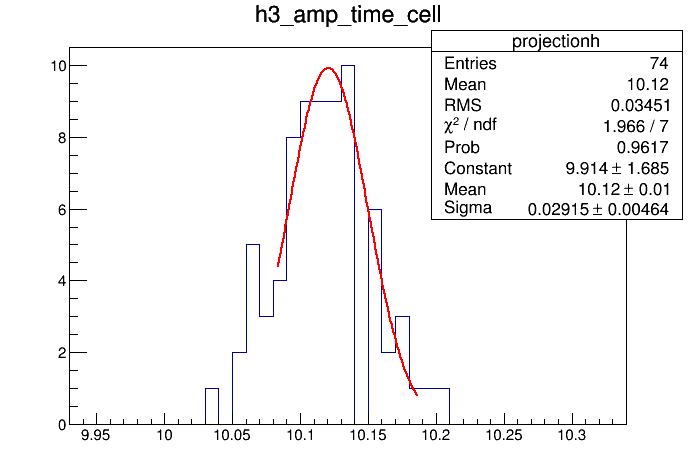 h3_amp_time_cell
projectionh
Entries 74
Mean 10.12
RMS 0.03451
χ² / ndf 1.966 / 7
Prob 0.9617
Constant 9.914 ± 1.685
Mean 10.12 ± 0.01
Sigma 0.02915 ± 0.00464
10
8
6
4
2
0
9.95 10 10.05 10.1 10.15 10.2 10.25 10.3